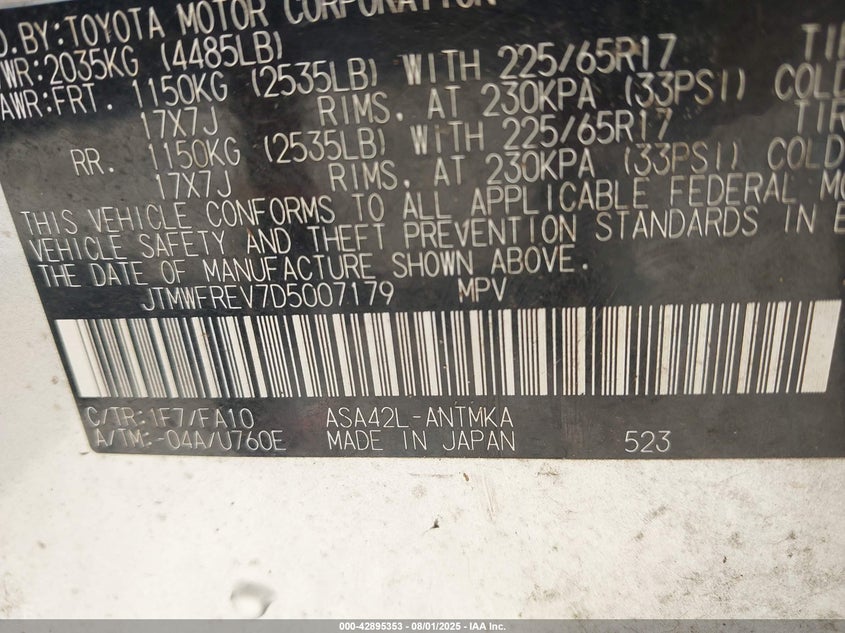 D.BY:TOYOTA MOTOR CORPORATION
WR:2035KG (4485LB)
AWR:FRT. 1150KG (2535LB) WITH 225/65R17 TIR
17X7J RIMS, AT 230KPA (33PSI) COLD
RR. 1150KG (2535LB) WITH 225/65R17 TIR
17X7J RIMS, AT 230KPA (33PSI) COLD
THIS VEHICLE CONFORMS TO ALL APPLICABLE FEDERAL MO
VEHICLE SAFETY AND THEFT PREVENTION STANDARDS IN E
THE DATE OF MANUFACTURE SHOWN ABOVE.
JTMWFREV7D5007179 MPV
C/TR:1F7/FA10 ASA42L-ANTMKA
A/TM:-04A/U760E MADE IN JAPAN 523
000-42895353 - 08/01/2025 - IAA Inc.